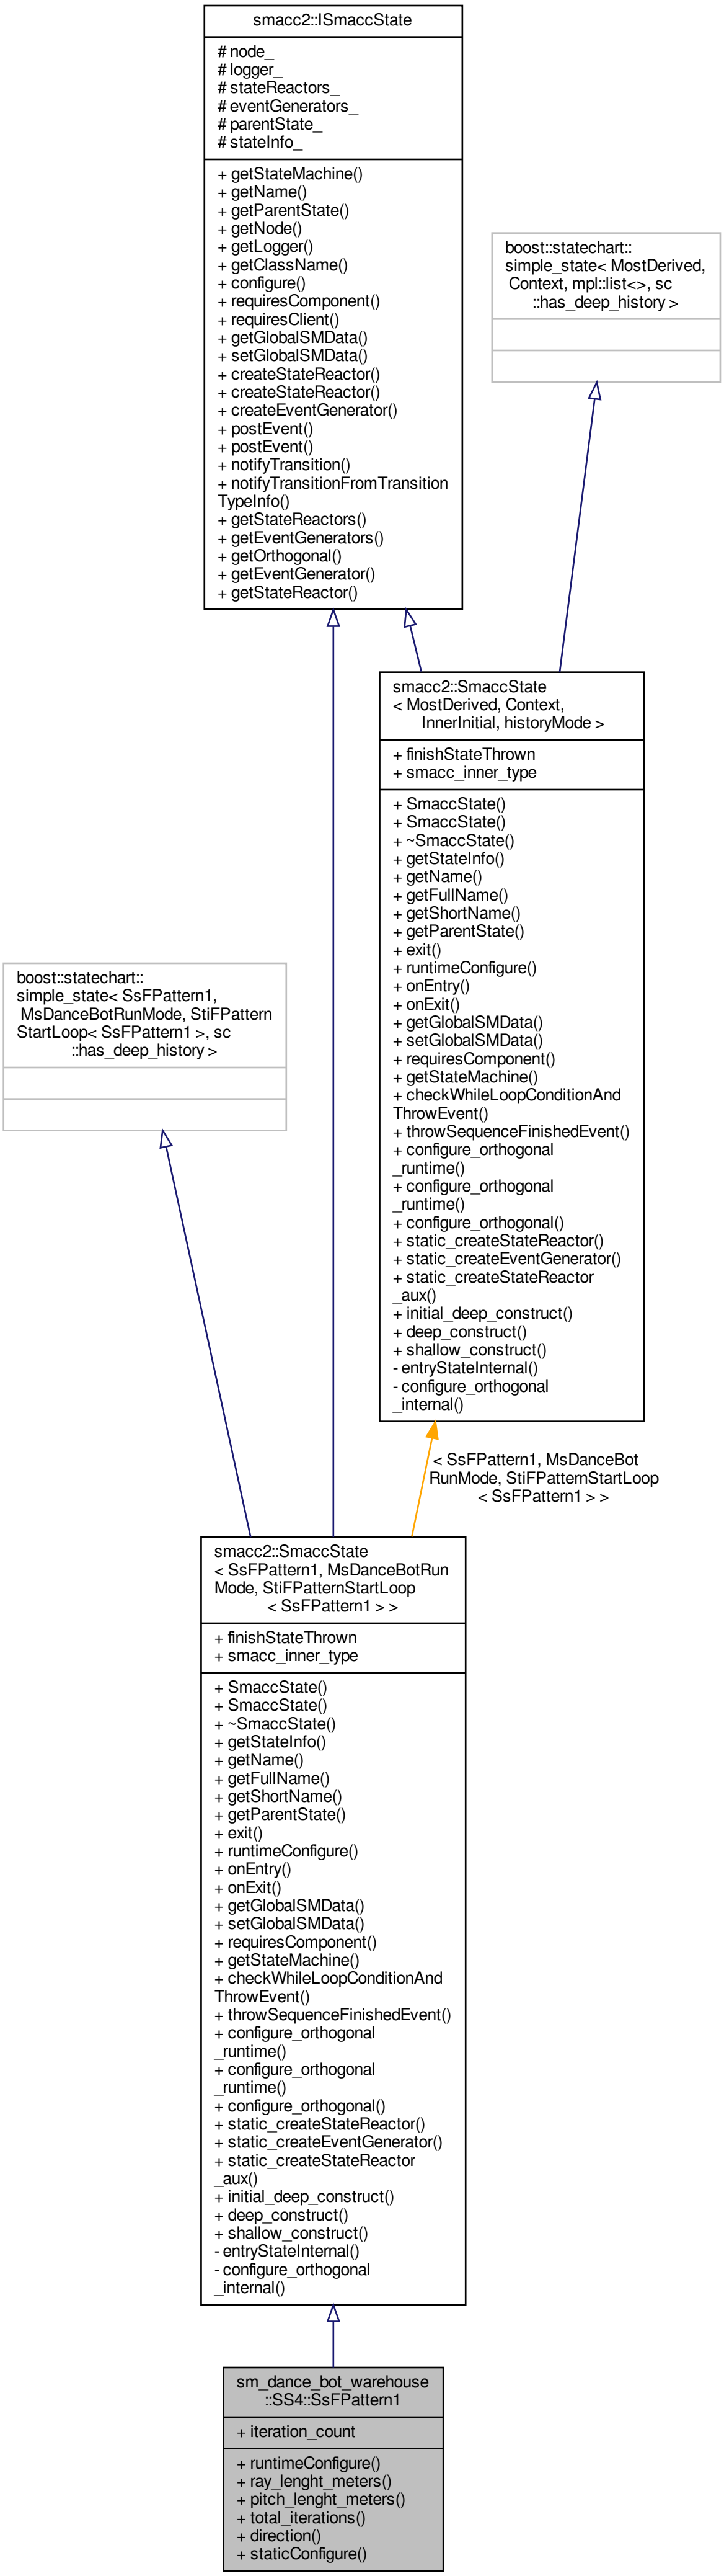 smacc2::ISmaccState
# node_
# logger_
# stateReactors_
# eventGenerators_
# parentState_
# stateInfo_
+ getStateMachine()
+ getName()
+ getParentState()
+ getNode()
+ getLogger()
+ getClassName()
+ configure()
+ requiresComponent()
+ requiresClient()
+ getGlobalSMData()
+ setGlobalSMData()
+ createStateReactor()
+ createStateReactor()
+ createEventGenerator()
+ postEvent()
+ postEvent()
+ notifyTransition()
+ notifyTransitionFromTransition
TypeInfo()
+ getStateReactors()
+ getEventGenerators()
+ getOrthogonal()
+ getEventGenerator()
+ getStateReactor()
boost::statechart::
simple_state< MostDerived,
Context, mpl::list<>, sc
::has_deep_history >
smacc2::SmaccState
< MostDerived, Context,
InnerInitial, historyMode >
+ finishStateThrown
+ smacc_inner_type
+ SmaccState()
+ SmaccState()
+ ~SmaccState()
+ getStateInfo()
+ getName()
+ getFullName()
+ getShortName()
+ getParentState()
+ exit()
+ runtimeConfigure()
+ onEntry()
+ onExit()
+ getGlobalSMData()
+ setGlobalSMData()
+ requiresComponent()
+ getStateMachine()
+ checkWhileLoopConditionAnd
ThrowEvent()
+ throwSequenceFinishedEvent()
+ configure_orthogonal
_runtime()
+ configure_orthogonal
_runtime()
+ configure_orthogonal()
+ static_createStateReactor()
+ static_createEventGenerator()
+ static_createStateReactor
_aux()
+ initial_deep_construct()
+ deep_construct()
+ shallow_construct()
- entryStateInternal()
- configure_orthogonal
_internal()
boost::statechart::
simple_state< SsFPattern1,
MsDanceBotRunMode, StiFPattern
StartLoop< SsFPattern1 >, sc
::has_deep_history >
< SsFPattern1, MsDanceBot
RunMode, StiFPatternStartLoop
< SsFPattern1 > >
smacc2::SmaccState
< SsFPattern1, MsDanceBotRun
Mode, StiFPatternStartLoop
< SsFPattern1 > >
+ finishStateThrown
+ smacc_inner_type
+ SmaccState()
+ SmaccState()
+ ~SmaccState()
+ getStateInfo()
+ getName()
+ getFullName()
+ getShortName()
+ getParentState()
+ exit()
+ runtimeConfigure()
+ onEntry()
+ onExit()
+ getGlobalSMData()
+ setGlobalSMData()
+ requiresComponent()
+ getStateMachine()
+ checkWhileLoopConditionAnd
ThrowEvent()
+ throwSequenceFinishedEvent()
+ configure_orthogonal
_runtime()
+ configure_orthogonal
_runtime()
+ configure_orthogonal()
+ static_createStateReactor()
+ static_createEventGenerator()
+ static_createStateReactor
_aux()
+ initial_deep_construct()
+ deep_construct()
+ shallow_construct()
- entryStateInternal()
- configure_orthogonal
_internal()
sm_dance_bot_warehouse
::SS4::SsFPattern1
+ iteration_count
+ runtimeConfigure()
+ ray_lenght_meters()
+ pitch_lenght_meters()
+ total_iterations()
+ direction()
+ staticConfigure()